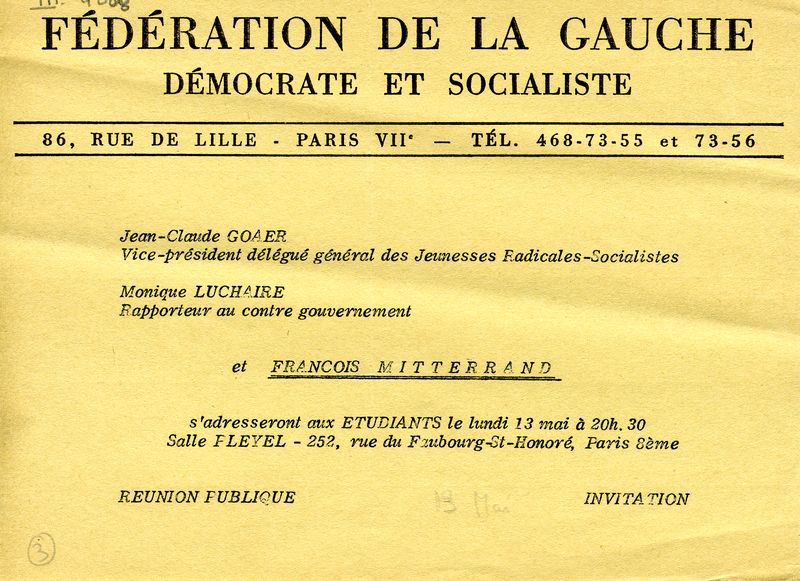 FÉDÉRATION DE LA GAUCHE
DÉMOCRATE ET SOCIALISTE
86, RUE DE LILLE - PARIS VIIe — TÉL. 468-73-55 et 73-56
Jean-Claude GOAER
Vice-président délégué général des Jeunesses Radicales-Socialistes
Monique LUCHAIRE
Rapporteur au contre gouvernement
et FRANCOIS MITTERRAND
s'adresseront aux ETUDIANTS le lundi 13 mai à 20h.30
Salle PLEYEL - 252, rue du Faubourg-St-Honoré, Paris 8ème
REUNION PUBLIQUE 13 Mai INVITATION
3